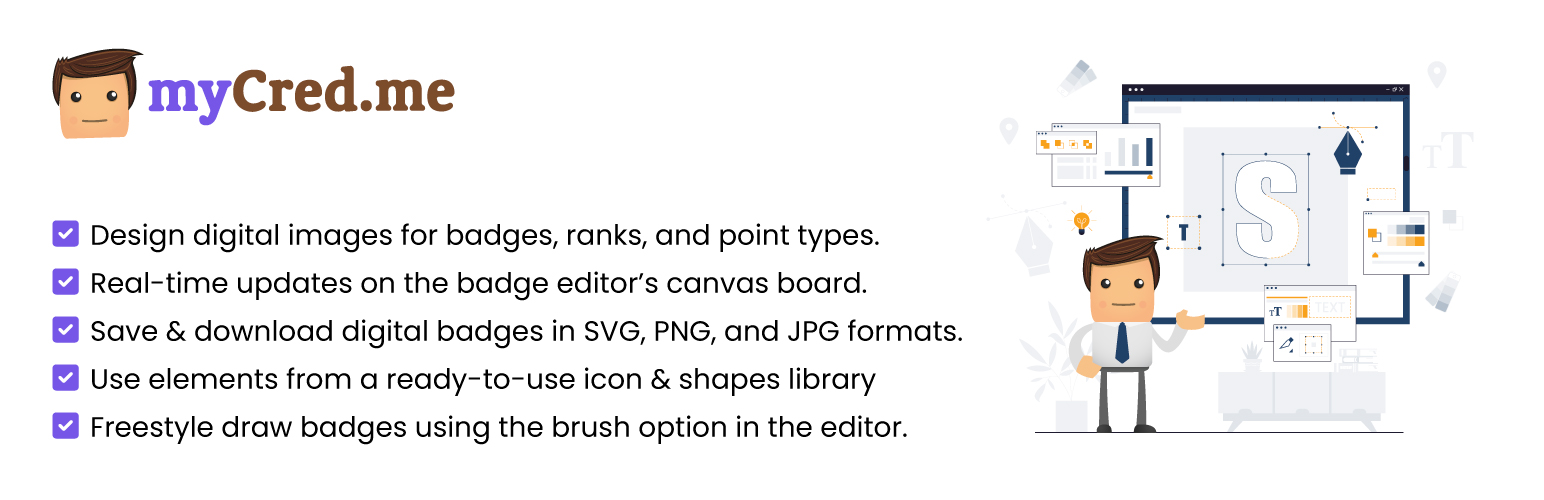 myCred.me
Design digital images for badges, ranks, and point types.
Real-time updates on the badge editor’s canvas board.
Save & download digital badges in SVG, PNG, and JPG formats.
Use elements from a ready-to-use icon & shapes library
Freestyle draw badges using the brush option in the editor.
TT
S
T
TT TEXT